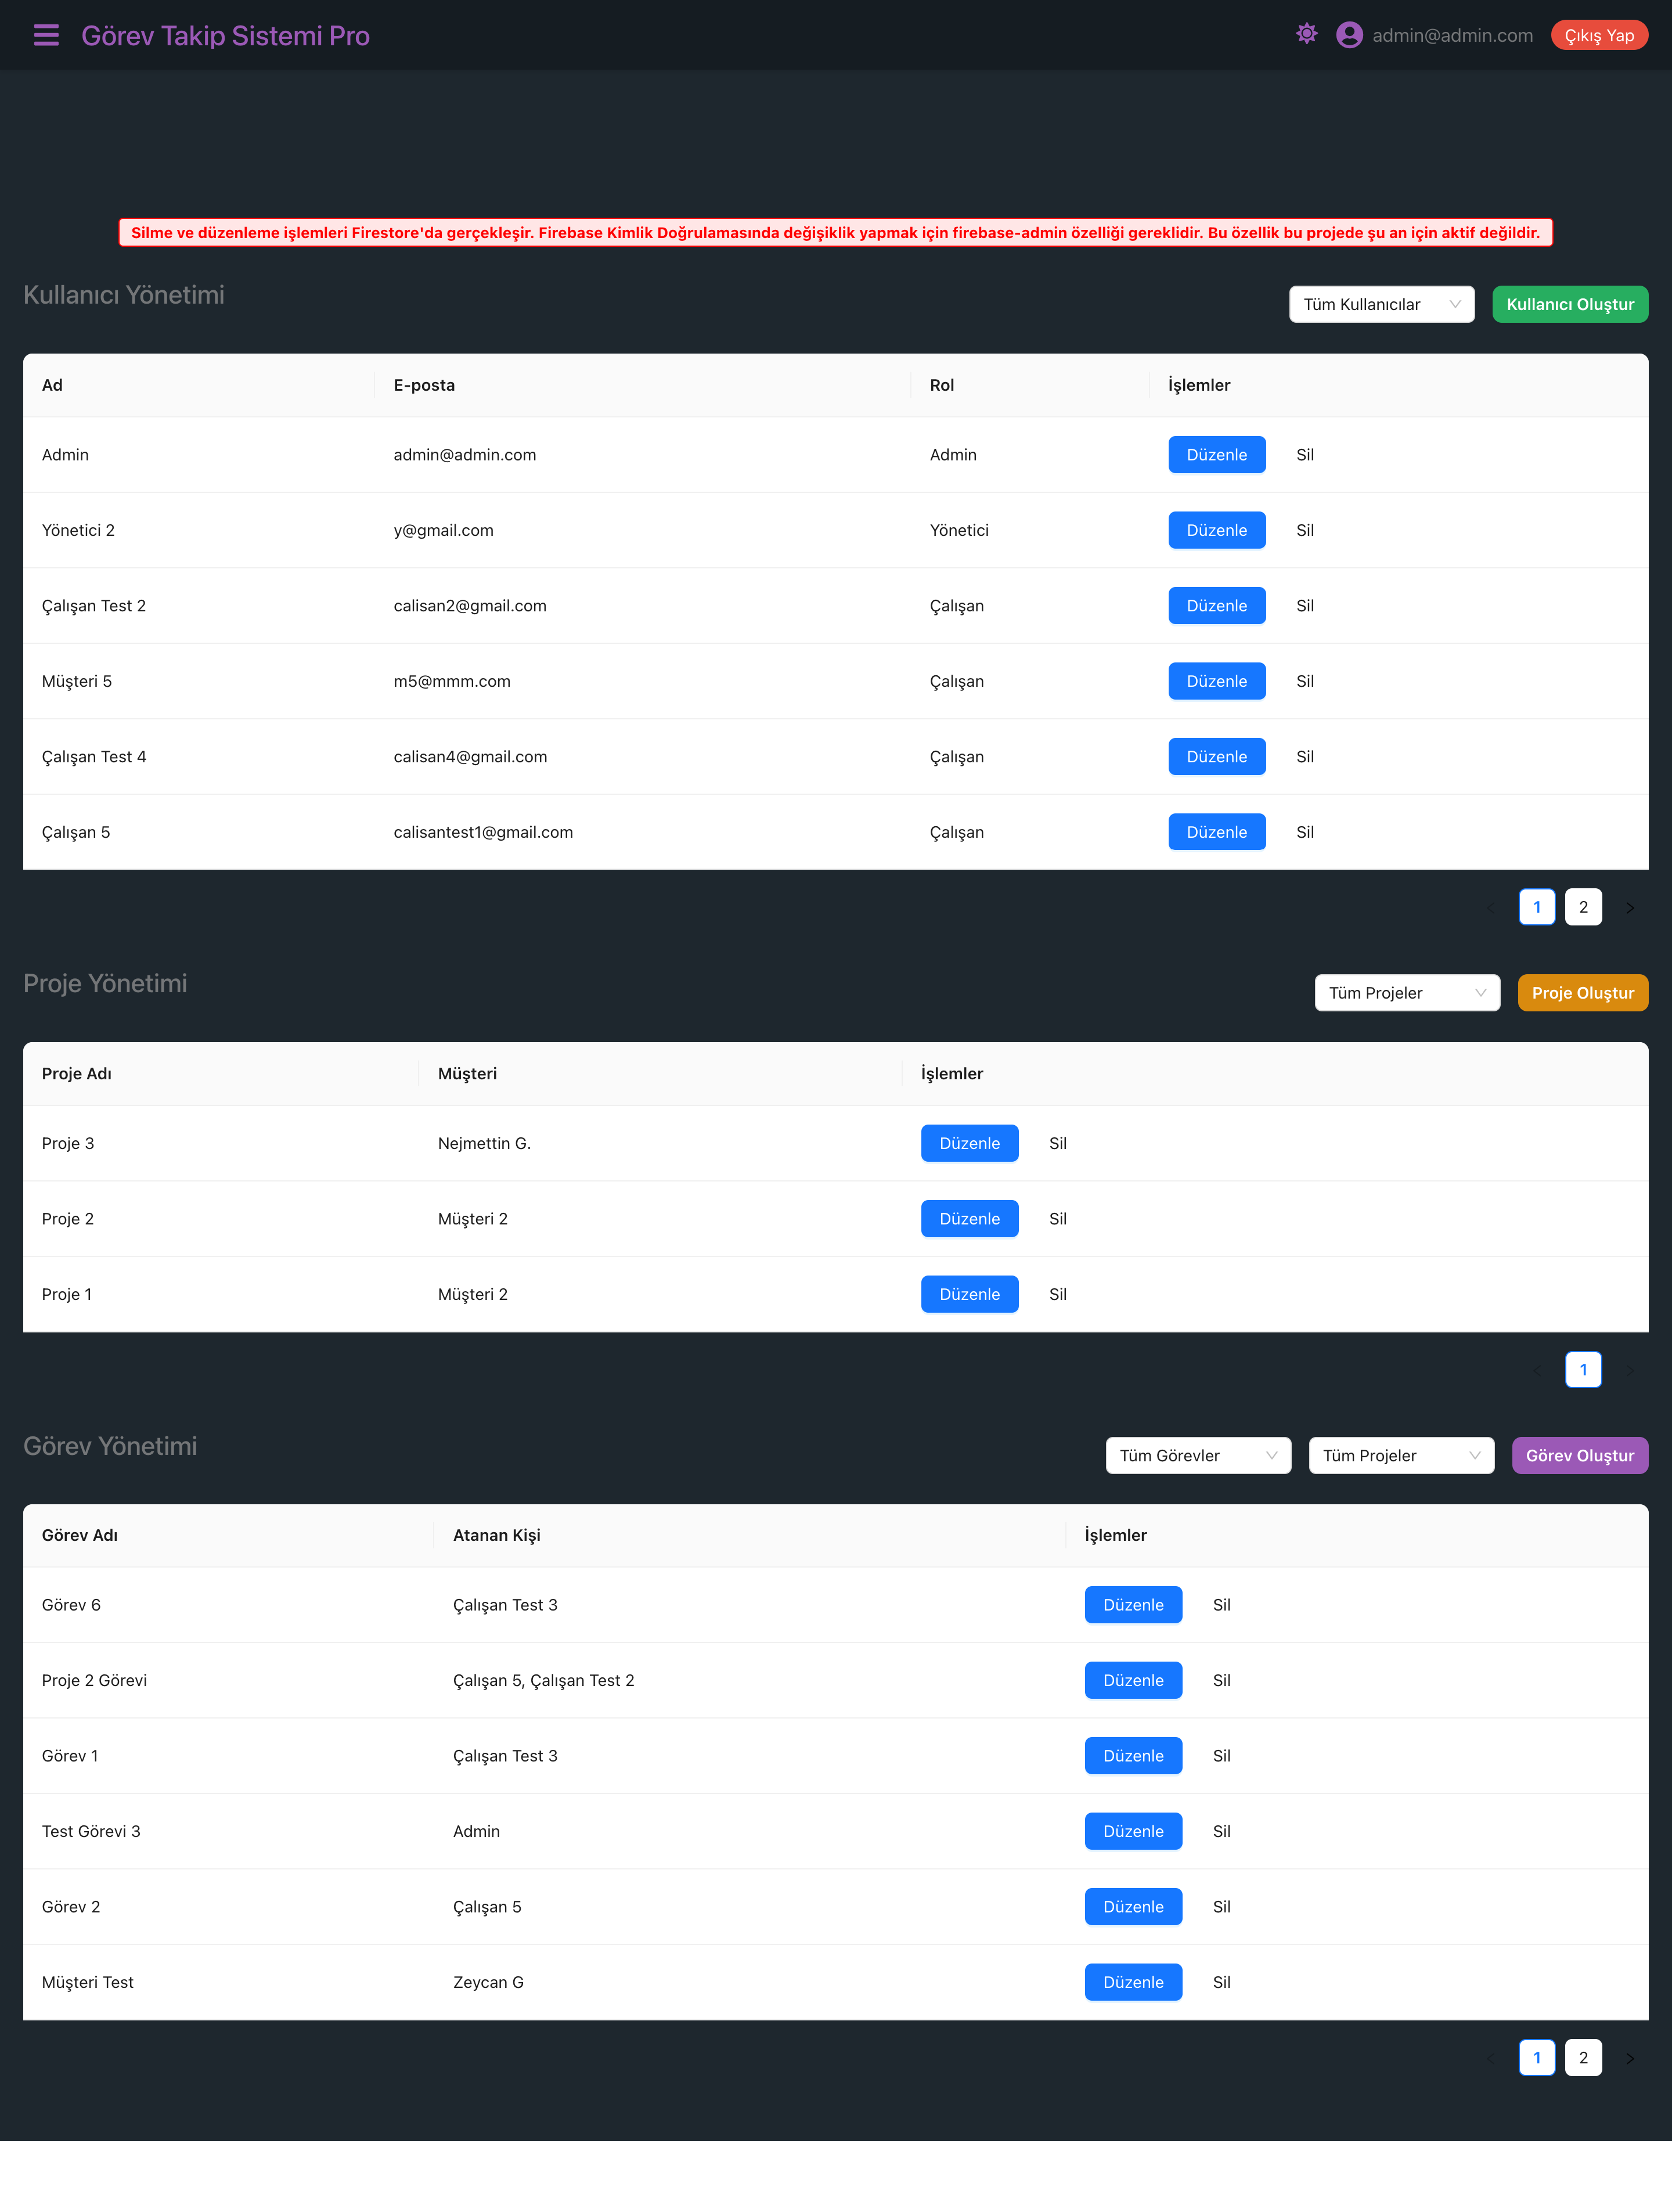 Görev Takip Sistemi Pro
admin@admin.com
Çıkış Yap
Silme ve düzenleme işlemleri Firestore'da gerçekleşir. Firebase Kimlik Doğrulamasında değişiklik yapmak için firebase-admin özelliği gereklidir. Bu özellik bu projede şu an için aktif değildir.
Kullanıcı Yönetimi
Tüm Kullanıcılar
Kullanıcı Oluştur
Ad E-posta Rol İşlemler
Admin admin@admin.com Admin Düzenle Sil
Yönetici 2 y@gmail.com Yönetici Düzenle Sil
Çalışan Test 2 calisan2@gmail.com Çalışan Düzenle Sil
Müşteri 5 m5@mmm.com Çalışan Düzenle Sil
Çalışan Test 4 calisan4@gmail.com Çalışan Düzenle Sil
Çalışan 5 calisantest1@gmail.com Çalışan Düzenle Sil
1 2
Proje Yönetimi
Tüm Projeler
Proje Oluştur
Proje Adı Müşteri İşlemler
Proje 3 Nejmettin G. Düzenle Sil
Proje 2 Müşteri 2 Düzenle Sil
Proje 1 Müşteri 2 Düzenle Sil
1
Görev Yönetimi
Tüm Görevler
Tüm Projeler
Görev Oluştur
Görev Adı Atanan Kişi İşlemler
Görev 6 Çalışan Test 3 Düzenle Sil
Proje 2 Görevi Çalışan 5, Çalışan Test 2 Düzenle Sil
Görev 1 Çalışan Test 3 Düzenle Sil
Test Görevi 3 Admin Düzenle Sil
Görev 2 Çalışan 5 Düzenle Sil
Müşteri Test Zeycan G Düzenle Sil
1 2